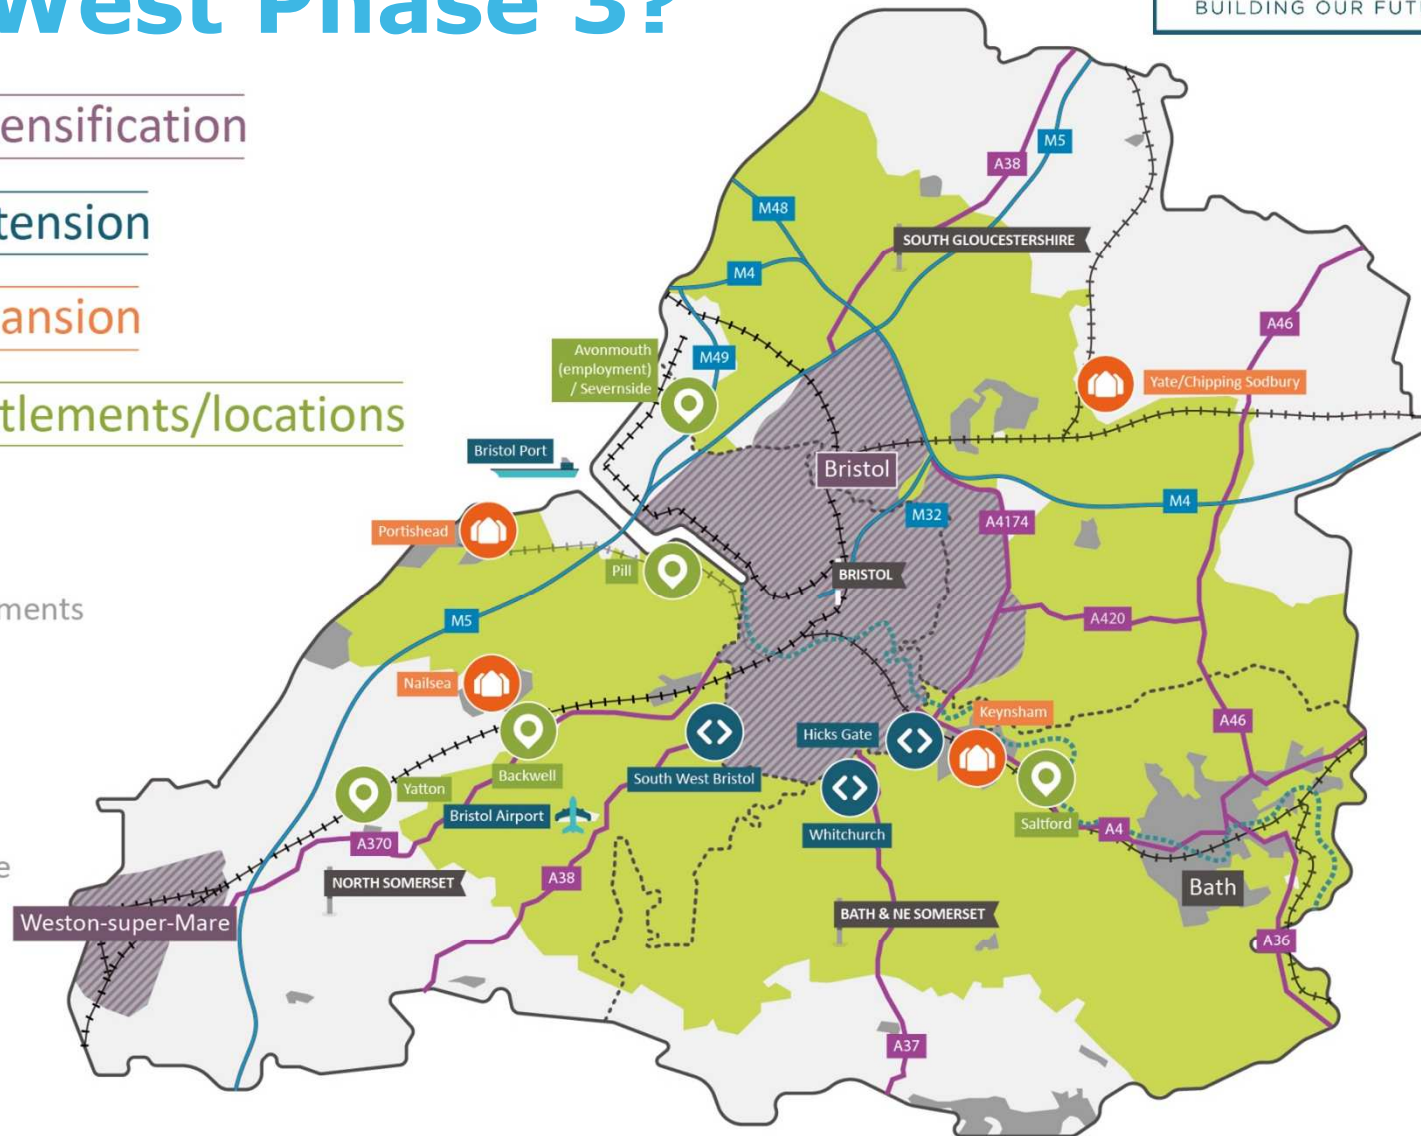 West Phase 3?
BUILDING OUR FUT
ensification
tension
ansion
tlements/locations
ments
e
A38
M5
M48
SOUTH GLOUCESTERSHIRE
M4
A46
Avonmouth
(employment)
/ Severnside
M49
Yate/Chipping Sodbury
Bristol Port
Bristol
M4
Portishead
M32
A4174
Pill
BRISTOL
M5
A420
Nailsea
Keynsham
A46
Hicks Gate
Backwell
South West Bristol
Yatton
Bristol Airport
Whitchurch
Saltford
A4
A370
A38
NORTH SOMERSET
Bath
Weston-super-Mare
BATH & NE SOMERSET
A36
A37